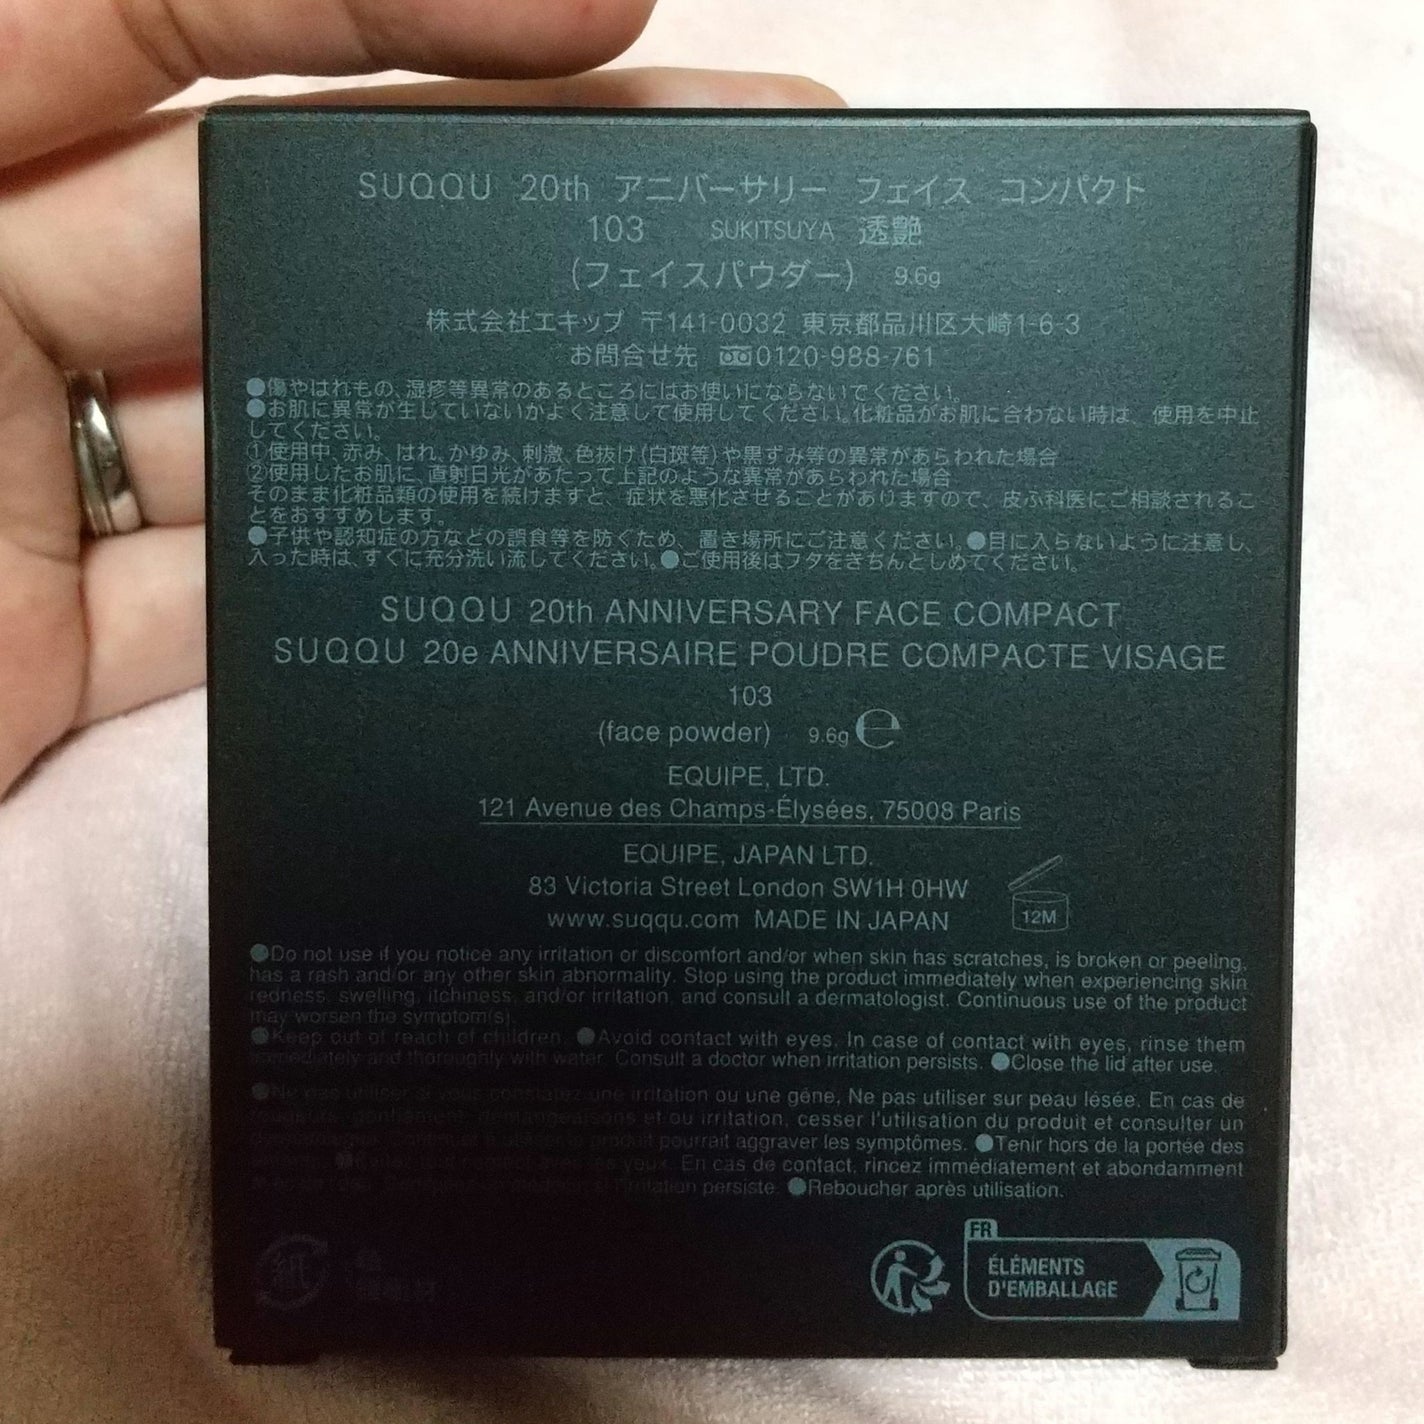 SUQQU 20th アニバーサリー フェイス コンパクト
103 SUKITSUYA 透艶
(フェイスパウダー) 9.6g
株式会社エキップ 〒141-0032 東京都品川区大崎1-6-3
お問合せ先 0120-988-761
●傷やはれもの、湿疹等異常のあるところにはお使いにならないでください。
●お肌に異常が生じていないかよく注意して使用してください。化粧品がお肌に合わない時は、使用を中止
してください。
①使用中、赤み、はれ、かゆみ、刺激、色抜け(白斑等)や黒ずみ等の異常があらわれた場合
②使用したお肌に、直射日光があたって上記のような異常があらわれた場合
そのまま化粧品類の使用を続けますと、症状を悪化させることがありますので、皮ふ科医にご相談されるこ
とをおすすめします。
●子供や認知症の方などの誤食等を防ぐため、置き場所にご注意ください。●目に入らないように注意し、
入った時は、すぐに充分洗い流してください。●ご使用後はフタをきちんとしめてください。
SUQQU 20th ANNIVERSARY FACE COMPACT
SUQQU 20e ANNIVERSAIRE POUDRE COMPACTE VISAGE
103
(face powder) 9.6g ℮
EQUIPE, LTD.
121 Avenue des Champs-Élysées, 75008 Paris
EQUIPE, JAPAN LTD.
83 Victoria Street London SW1H 0HW
www.suqqu.com MADE IN JAPAN
12M
●Do not use if you notice any irritation or discomfort and/or when skin has scratches, is broken or peeling,
has a rash and/or any other skin abnormality. Stop using the product immediately when experiencing skin
redness, swelling, itchiness, and/or irritation, and consult a dermatologist. Continuous use of the product
may worsen the symptom(s).
●Keep out of reach of children. ●Avoid contact with eyes. In case of contact with eyes, rinse them
immediately and thoroughly with water. Consult a doctor when irritation persists. ●Close the lid after use.
●Ne pas utiliser si vous constatez une irritation ou une gêne, Ne pas utiliser sur peau lésée. En cas de
et ou irritation, cesser l'utilisation du produit et consulter un
produit pourrait aggraver les symptômes. ●Tenir hors de la portée des
avec les yeux. En cas de contact, rincez immédiatement et abondamment
si l'irritation persiste. ●Reboucher après utilisation.
紙
FR
ÉLÉMENTS
D'EMBALLAGE